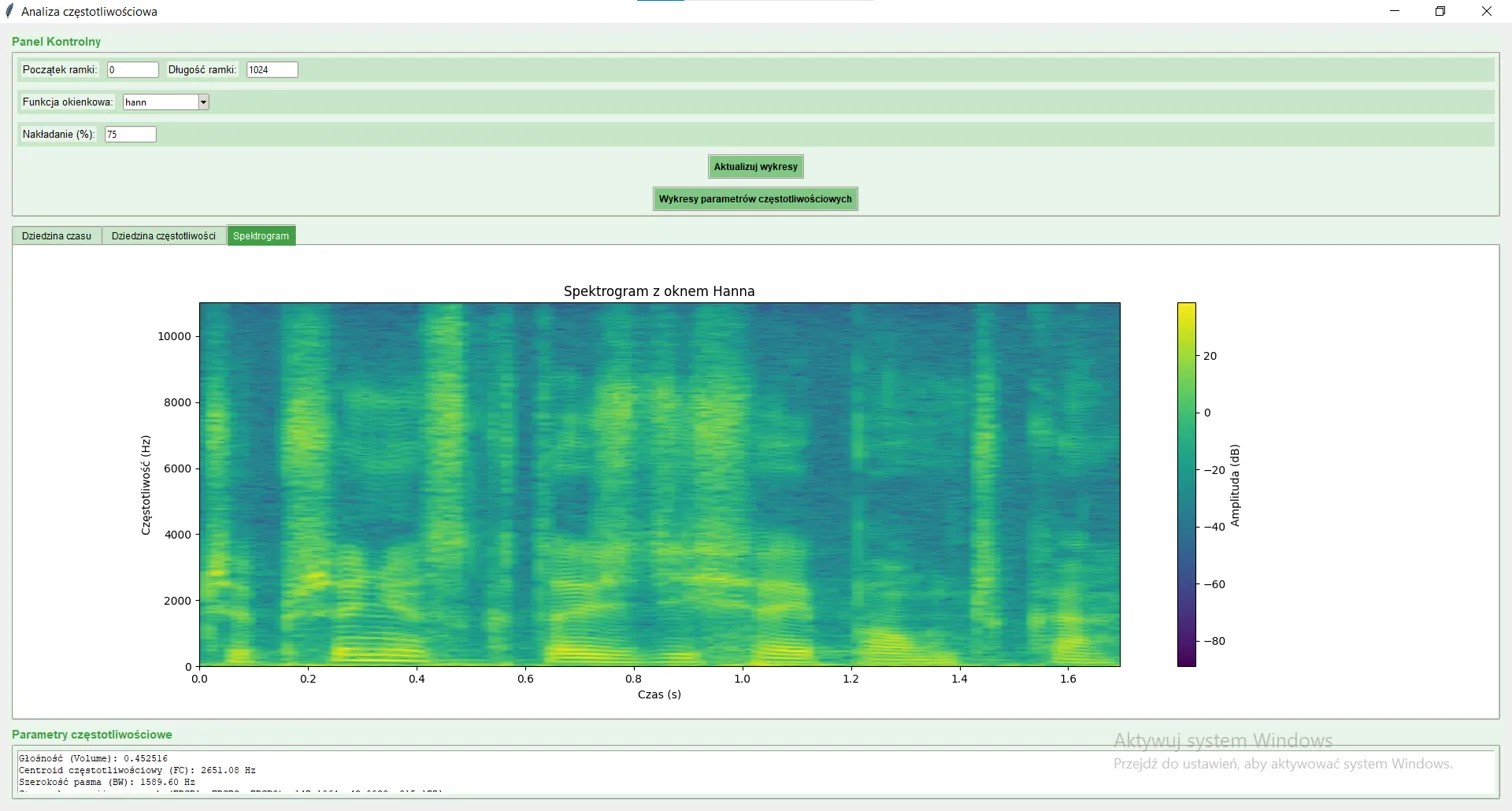 Analiza częstotliwościowa
Panel Kontrolny
Początek ramki: 0 Długość ramki: 1024
Funkcja okienkowa: hann
Nakładanie (%): 75
Aktualizuj wykresy
Wykresy parametrów częstotliwościowych
Dziedzina czasu Dziedzina częstotliwości Spektrogram
Spektrogram z oknem Hanna
10000
8000
6000
4000
2000
0
Częstotliwość (Hz)
0.0 0.2 0.4 0.6 0.8 1.0 1.2 1.4 1.6
Czas (s)
20
0
−20
−40
−60
−80
Amplituda (dB)
Parametry częstotliwościowe
Głośność (Volume): 0.452516
Centroid częstotliwościowy (FC): 2651.08 Hz
Szerokość pasma (BW): 1589.60 Hz
Aktywuj system Windows
Przejdź do ustawień, aby aktywować system Windows.